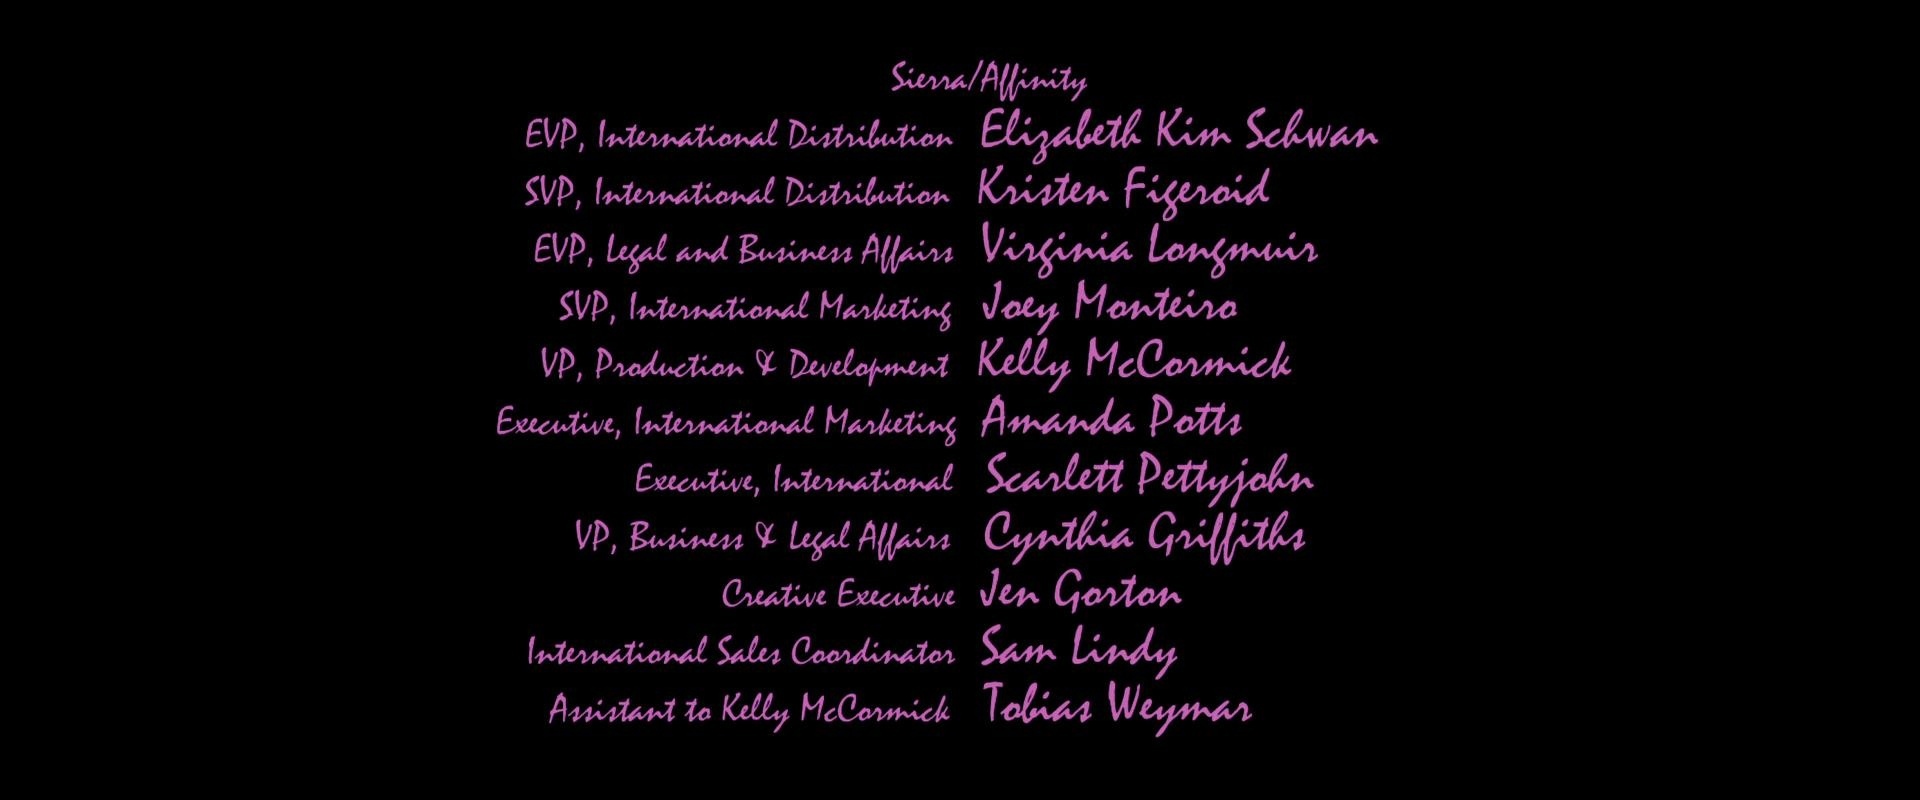 Sierra/Affinity
EVP, International Distribution Elizabeth Kim Schwan
SVP, International Distribution Kristen Figeroid
EVP, Legal and Business Affairs Virginia Longmuir
SVP, International Marketing Joey Monteiro
VP, Production & Development Kelly McCormick
Executive, International Marketing Amanda Potts
Executive, International Scarlett Pettyjohn
VP, Business & Legal Affairs Cynthia Griffiths
Creative Executive Jen Gorton
International Sales Coordinator Sam Lindy
Assistant to Kelly McCormick Tobias Weymar